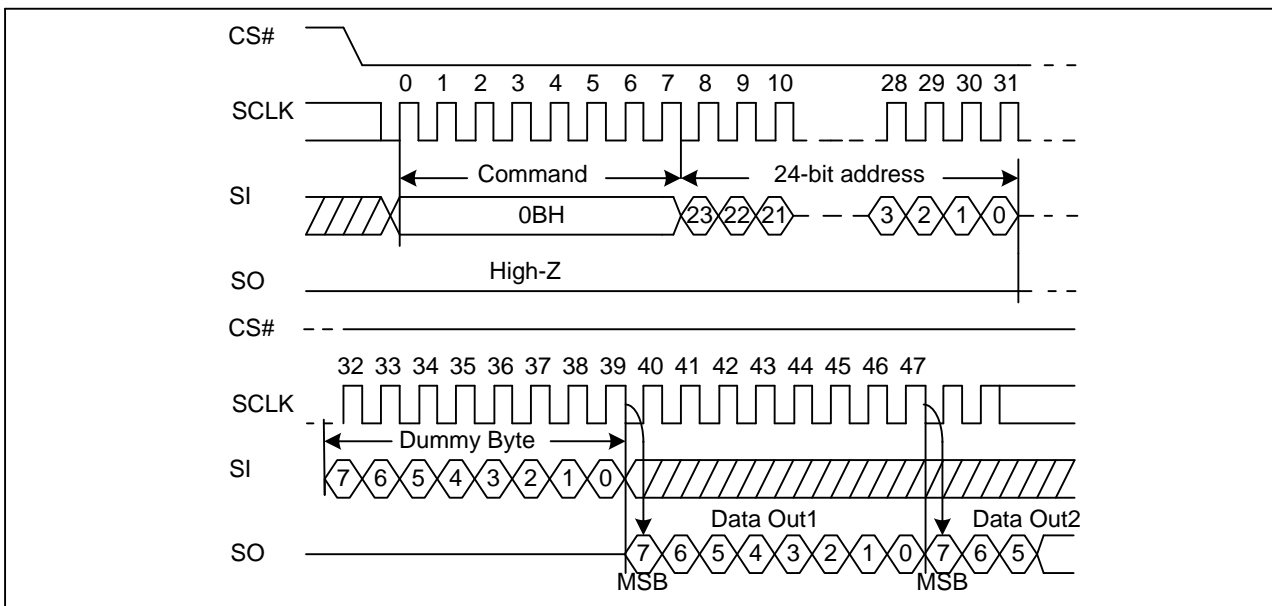 CS#
0 1 2 3 4 5 6 7 8 9 10 28 29 30 31
SCLK
Command 24-bit address
SI
0BH 23 22 21 3 2 1 0
High-Z
SO
CS#
32 33 34 35 36 37 38 39 40 41 42 43 44 45 46 47
SCLK
Dummy Byte
SI
7 6 5 4 3 2 1 0
Data Out1 Data Out2
SO
7 6 5 4 3 2 1 0 7 6 5
MSB MSB